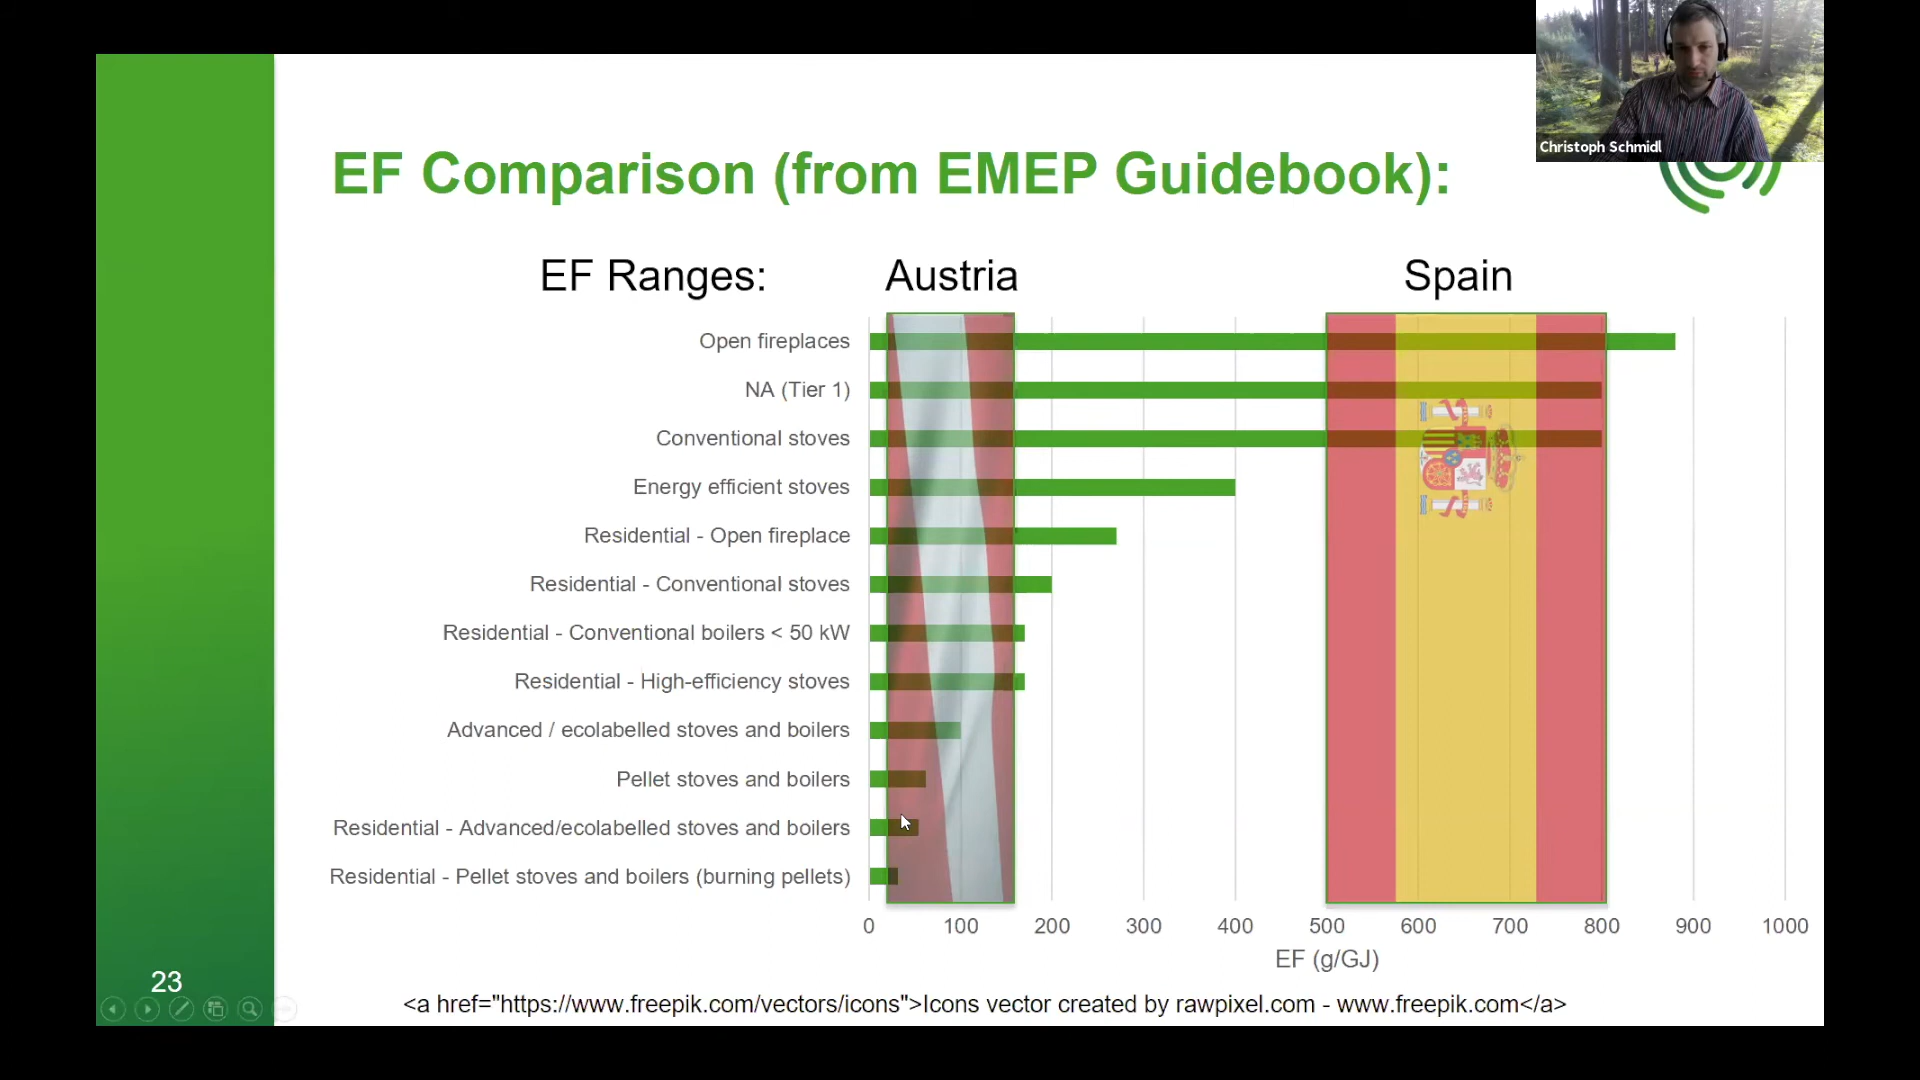 Christoph Schmidl
EF Comparison (from EMEP Guidebook):
EF Ranges:
Austria
Spain
Open fireplaces
NA (Tier 1)
Conventional stoves
Energy efficient stoves
Residential - Open fireplace
Residential - Conventional stoves
Residential - Conventional boilers < 50 kW
Residential - High-efficiency stoves
Advanced / ecolabelled stoves and boilers
Pellet stoves and boilers
Residential - Advanced/ecolabelled stoves and boilers
Residential - Pellet stoves and boilers (burning pellets)
0 100 200 300 400 500 600 700 800 900 1000
EF (g/GJ)
23
<a href="https://www.freepik.com/vectors/icons">Icons vector created by rawpixel.com - www.freepik.com</a>